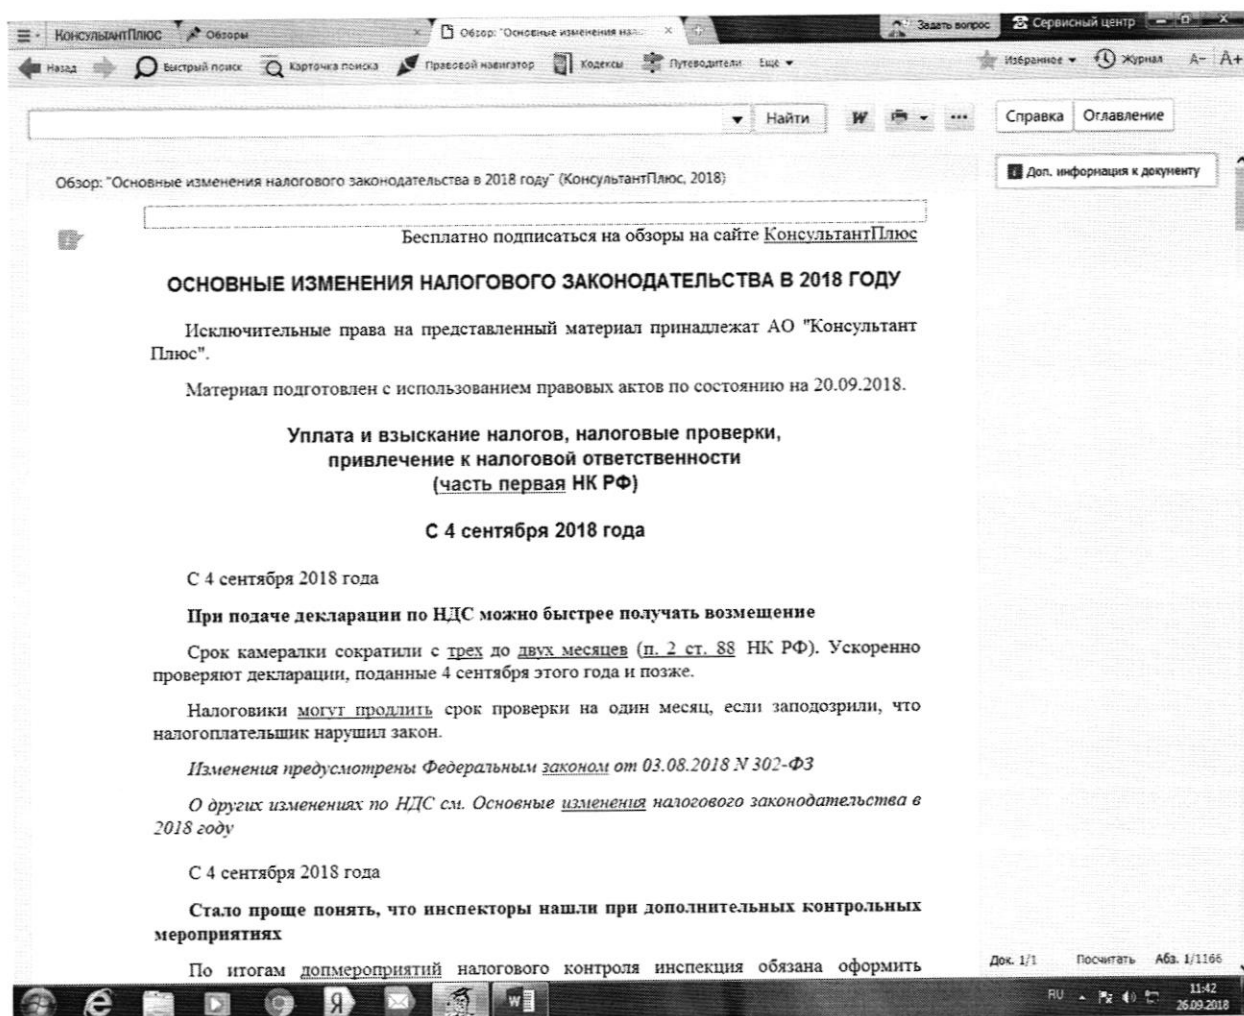 КонсультантПлюс
Обзоры
Обзор: "Основные изменения нал...
Задать вопрос
Сервисный центр
Назад
Быстрый поиск
Карточка поиска
Правовой навигатор
Кодексы
Путеводители
Ещё
Избранное
Журнал
А- А+
Найти
Справка
Оглавление
Обзор: "Основные изменения налогового законодательства в 2018 году" (КонсультантПлюс, 2018)
Доп. информация к документу
Бесплатно подписаться на обзоры на сайте КонсультантПлюс
ОСНОВНЫЕ ИЗМЕНЕНИЯ НАЛОГОВОГО ЗАКОНОДАТЕЛЬСТВА В 2018 ГОДУ
Исключительные права на представленный материал принадлежат АО "Консультант
Плюс".
Материал подготовлен с использованием правовых актов по состоянию на 20.09.2018.
Уплата и взыскание налогов, налоговые проверки,
привлечение к налоговой ответственности
(часть первая НК РФ)
С 4 сентября 2018 года
С 4 сентября 2018 года
При подаче декларации по НДС можно быстрее получать возмещение
Срок камералки сократили с трех до двух месяцев (п. 2 ст. 88 НК РФ). Ускоренно
проверяют декларации, поданные 4 сентября этого года и позже.
Налоговики могут продлить срок проверки на один месяц, если заподозрили, что
налогоплательщик нарушил закон.
Изменения предусмотрены Федеральным законом от 03.08.2018 N 302-ФЗ
О других изменениях по НДС см. Основные изменения налогового законодательства в
2018 году
С 4 сентября 2018 года
Стало проще понять, что инспекторы нашли при дополнительных контрольных
мероприятиях
По итогам допмероприятий налогового контроля инспекция обязана оформить
Док. 1/1
Посчитать
Абз. 1/1166
RU
11:42
26.09.2018